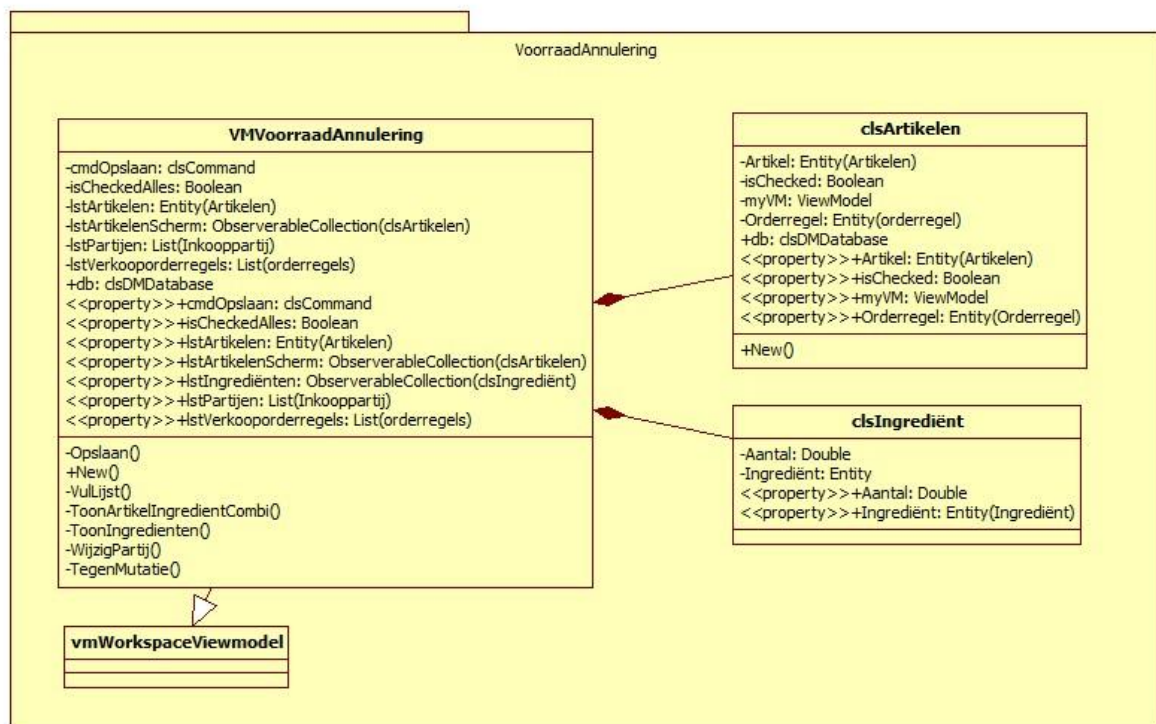 VoorraadAnnulering
VMVoorraadAnnulering
-cmdOpslaan: clsCommand
-isCheckedAlles: Boolean
-lstArtikelen: Entity(Artikelen)
-lstArtikelenScherm: ObserverableCollection(clsArtikelen)
-lstPartijen: List(Inkooppartij)
-lstVerkooporderregels: List(orderregels)
+db: clsDMDatabase
<<property>>+cmdOpslaan: clsCommand
<<property>>+isCheckedAlles: Boolean
<<property>>+lstArtikelen: Entity(Artikelen)
<<property>>+lstArtikelenScherm: ObserverableCollection(clsArtikelen)
<<property>>+lstIngrediënten: ObserverableCollection(clsIngrediënt)
<<property>>+lstPartijen: List(Inkooppartij)
<<property>>+lstVerkooporderregels: List(orderregels)
-Opslaan()
+New()
-VulLijst()
-ToonArtikelIngredientCombi()
-ToonIngredienten()
-WijzigPartij()
-TegenMutatie()
vmWorkspaceViewmodel
clsArtikelen
-Artikel: Entity(Artikelen)
-isChecked: Boolean
-myVM: ViewModel
-Orderregel: Entity(orderregel)
+db: clsDMDatabase
<<property>>+Artikel: Entity(Artikelen)
<<property>>+isChecked: Boolean
<<property>>+myVM: ViewModel
<<property>>+Orderregel: Entity(Orderregel)
+New()
clsIngrediënt
-Aantal: Double
-Ingrediënt: Entity
<<property>>+Aantal: Double
<<property>>+Ingrediënt: Entity(Ingrediënt)